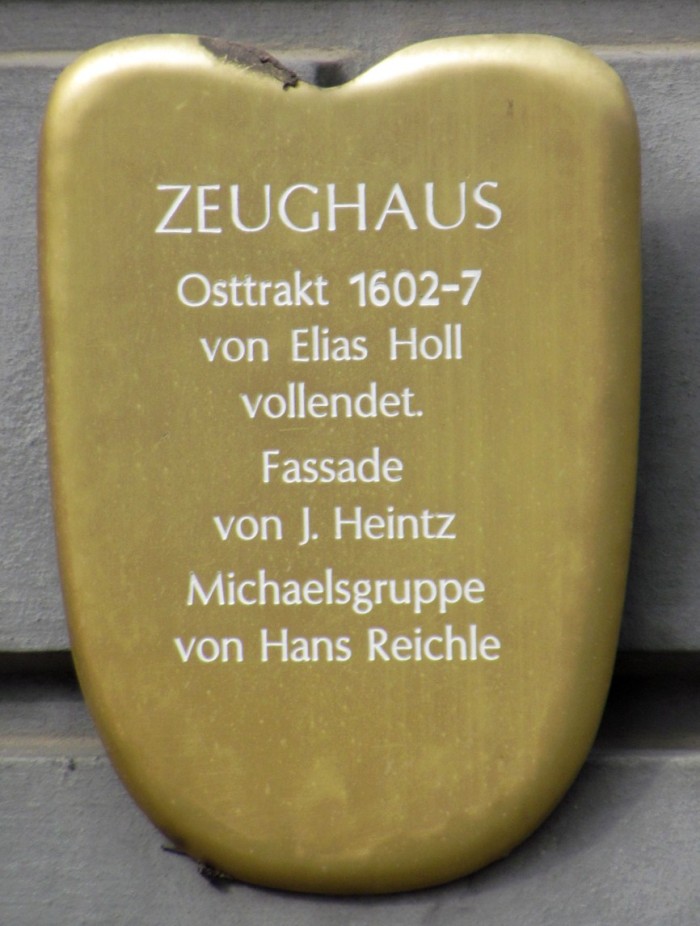 ZEUGHAUS
Osttrakt 1602-7
von Elias Holl
vollendet.
Fassade
von J. Heintz
Michaelsgruppe
von Hans Reichle